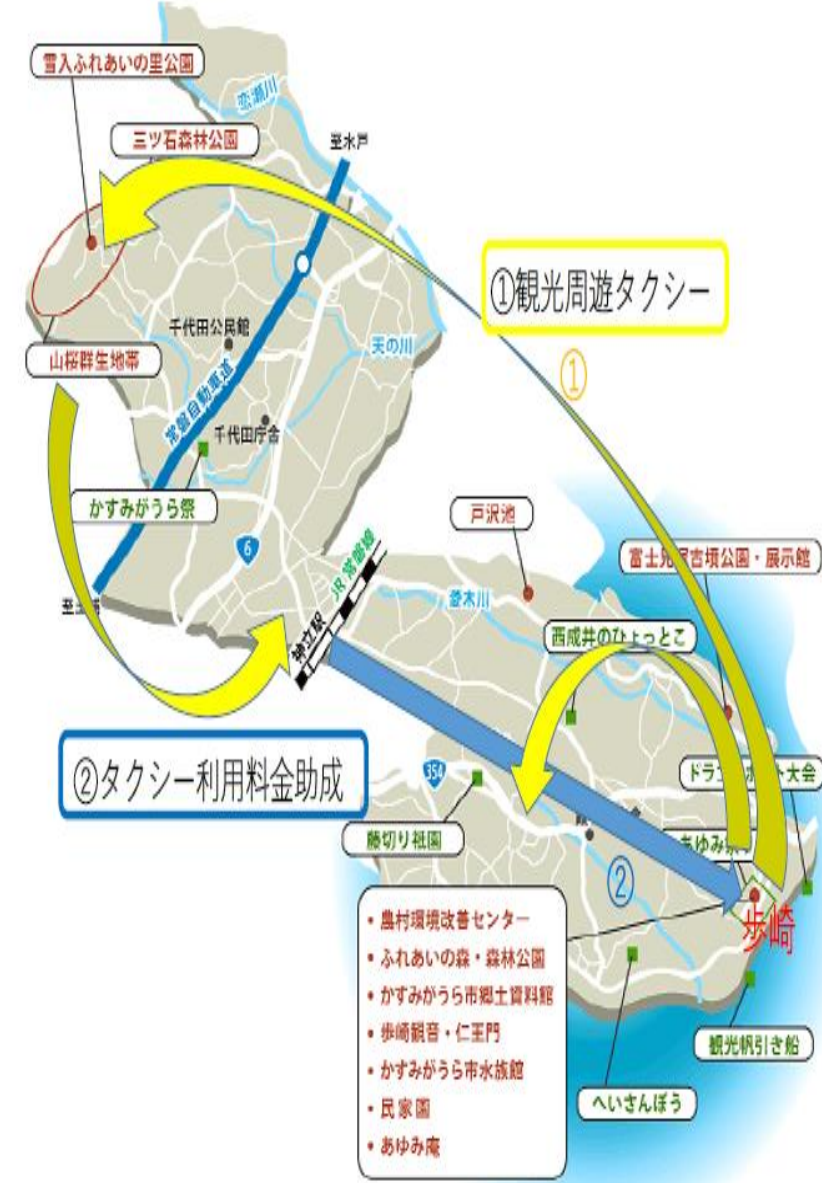 雪入ふれあいの里公園
恋瀬川
三ツ石森林公園
至水戸
①観光周遊タクシー
①
千代田公民館
天の川
山桜群生地帯
常磐自動車道
千代田庁舎
かすみがうら祭
戸沢池
6
JR常磐線
富士見塚古墳公園・展示館
菱木川
神立駅
西成井のひょっとこ
②タクシー利用料金助成
354
藤切り祇園
②
歩崎
• 農村環境改善センター
• ふれあいの森・森林公園
• かすみがうら市郷土資料館
• 歩崎観音・仁王門
• かすみがうら市水族館
• 民家園
• あゆみ庵
観光帆引き船
へいさんぼう